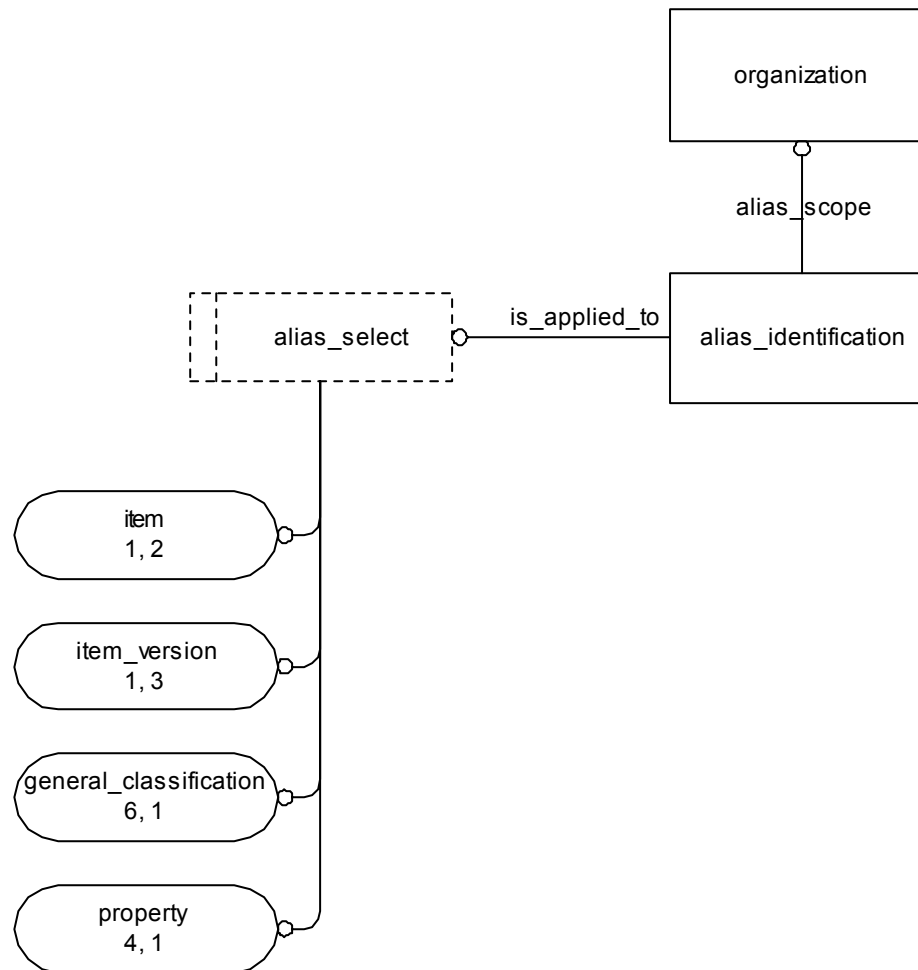 organization
alias_scope
is_applied_to
alias_select
alias_identification
item
1, 2
item_version
1, 3
general_classification
6, 1
property
4, 1